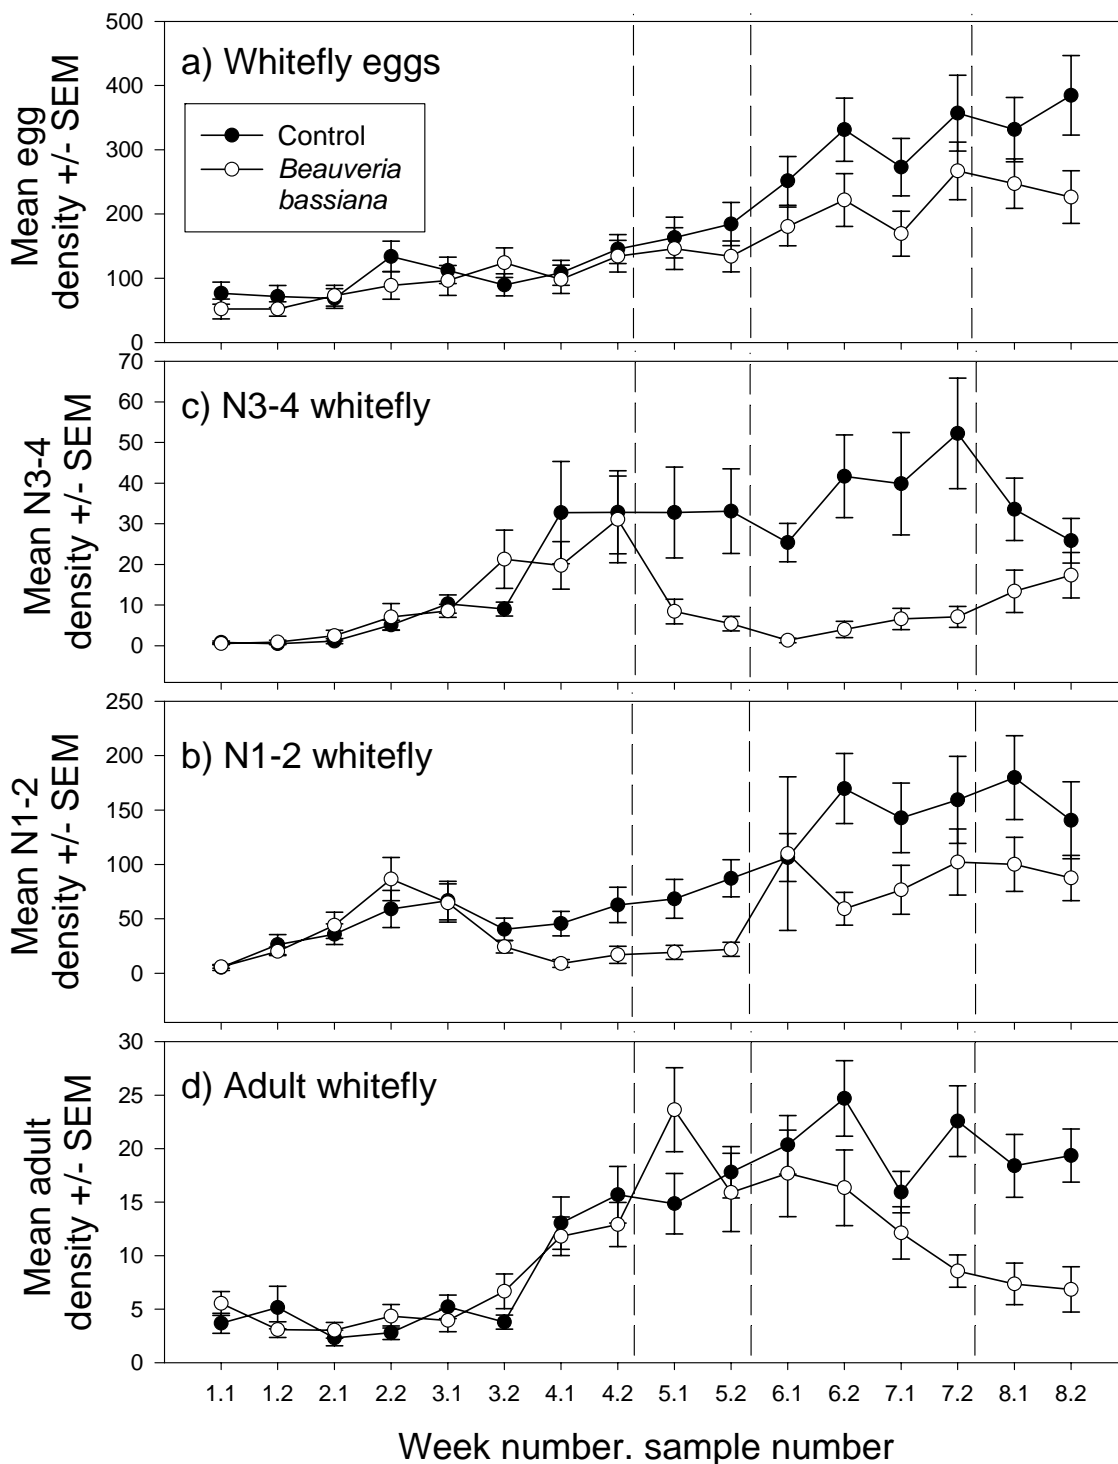 a) Whitefly eggs
Control
Beauveria
bassiana
Mean egg
density +/- SEM
500
400
300
200
100
0
c) N3-4 whitefly
Mean N3-4
density +/- SEM
70
60
50
40
30
20
10
0
b) N1-2 whitefly
Mean N1-2
density +/- SEM
250
200
150
100
50
0
d) Adult whitefly
Mean adult
density +/- SEM
30
25
20
15
10
5
0
1.1 1.2 2.1 2.2 3.1 3.2 4.1 4.2 5.1 5.2 6.1 6.2 7.1 7.2 8.1 8.2
Week number. sample number